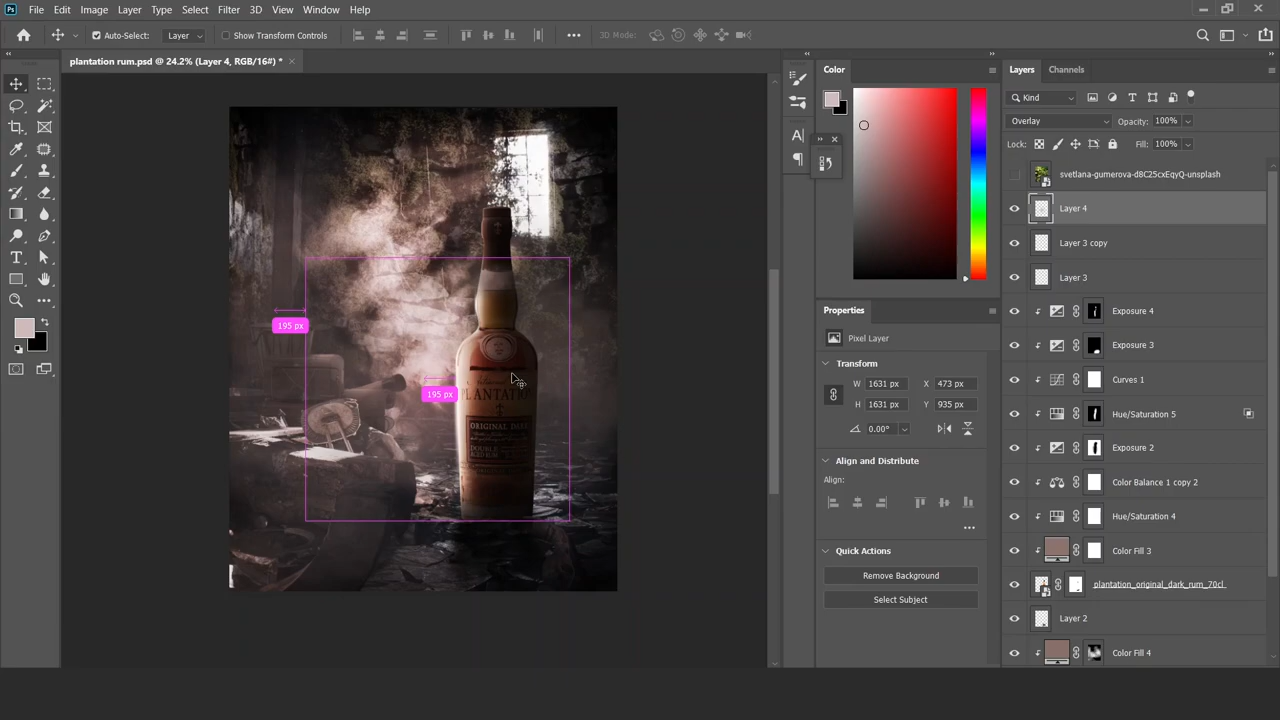 Ps File Edit Image Layer Type Select Filter 3D View Window Help
Auto-Select: Layer Show Transform Controls 3D Mode:
plantation rum.psd @ 24.2% (Layer 4, RGB/16#) * ×
195 px
195 px
PLANTATIO
ORIGINAL DARK
DOUBLE
AGED RUM
Color
Properties
Pixel Layer
Transform
W 1631 px X 473 px
H 1631 px Y 935 px
0.00°
Align and Distribute
Align:
Quick Actions
Remove Background
Select Subject
Layers Channels
Kind
Overlay Opacity: 100%
Lock: Fill: 100%
svetlana-gumerova-d8C25cxEqyQ-unsplash
Layer 4
Layer 3 copy
Layer 3
Exposure 4
Exposure 3
Curves 1
Hue/Saturation 5
Exposure 2
Color Balance 1 copy 2
Hue/Saturation 4
Color Fill 3
plantation_original_dark_rum_70cl
Layer 2
Color Fill 4